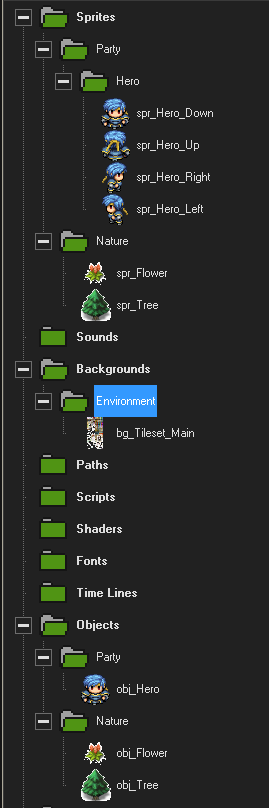 Sprites
Party
Hero
spr_Hero_Down
spr_Hero_Up
spr_Hero_Right
spr_Hero_Left
Nature
spr_Flower
spr_Tree
Sounds
Backgrounds
Environment
bg_Tileset_Main
Paths
Scripts
Shaders
Fonts
Time Lines
Objects
Party
obj_Hero
Nature
obj_Flower
obj_Tree